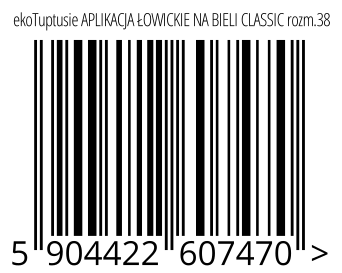 ekoTuptusie APLIKACJA ŁOWICKIE NA BIELI CLASSIC rozm.38
5 904422 607470 >